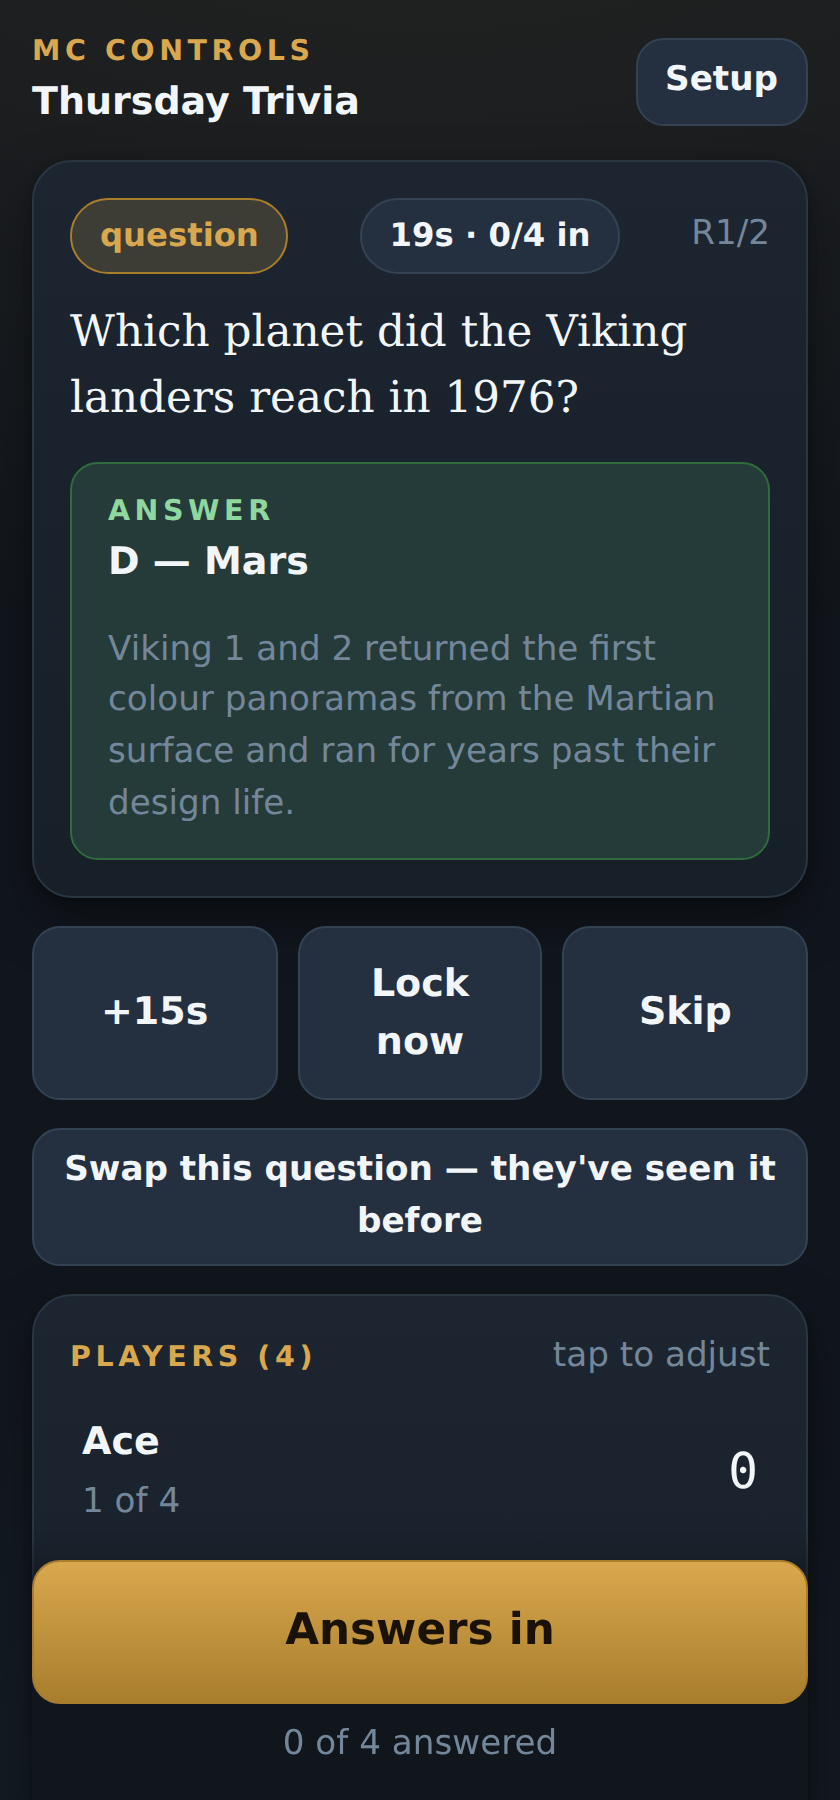 MC CONTROLS
Thursday Trivia
Setup
question
19s · 0/4 in
R1/2
Which planet did the Viking
landers reach in 1976?
ANSWER
D — Mars
Viking 1 and 2 returned the first
colour panoramas from the Martian
surface and ran for years past their
design life.
+15s
Lock
now
Skip
Swap this question — they've seen it
before
PLAYERS (4)
tap to adjust
Ace
0
1 of 4
Answers in
0 of 4 answered